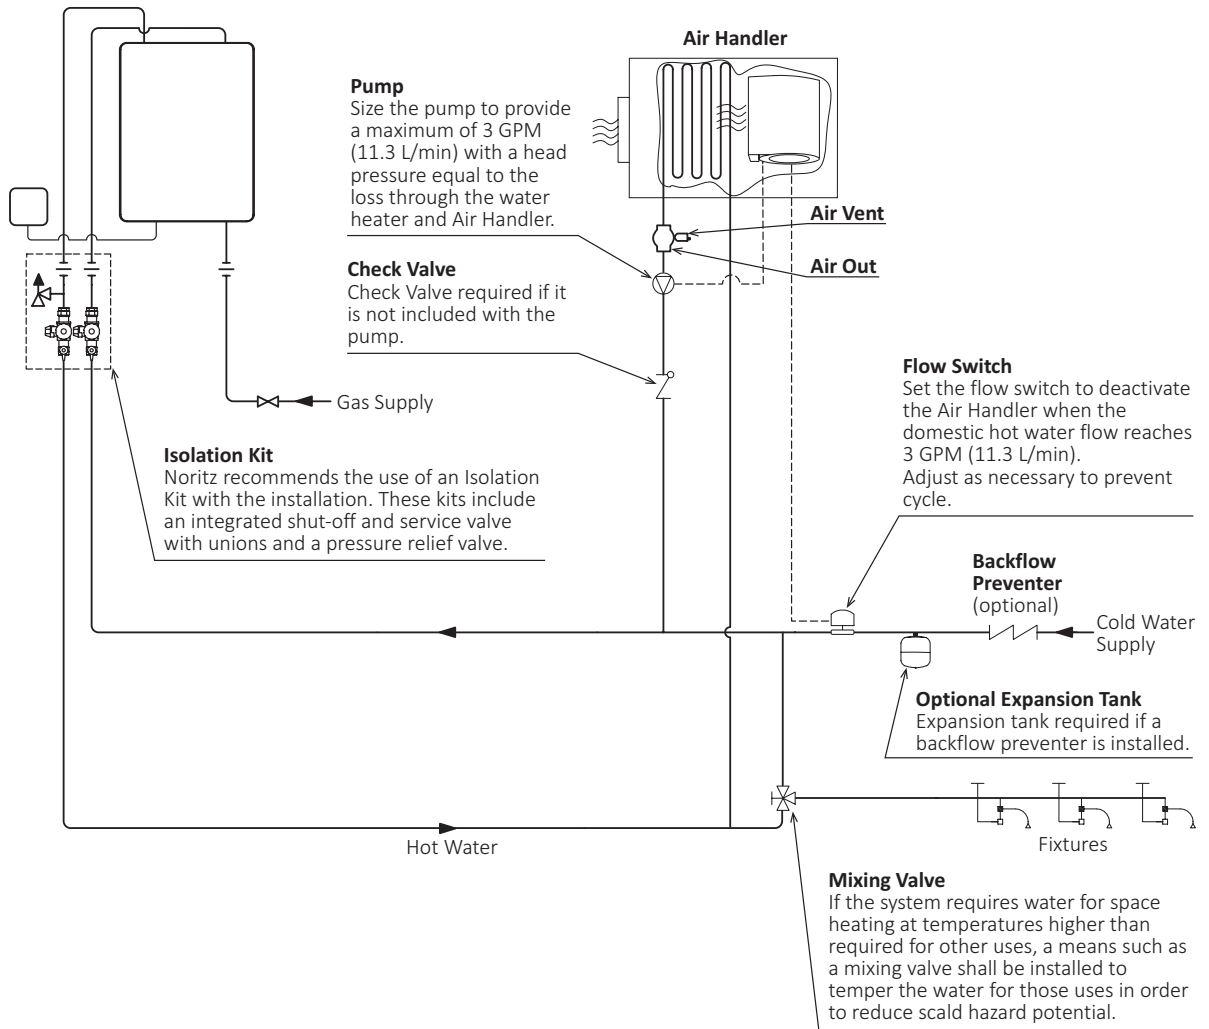 Air Handler
Pump
Size the pump to provide
a maximum of 3 GPM
(11.3 L/min) with a head
pressure equal to the
loss through the water
heater and Air Handler.
Air Vent
Air Out
Check Valve
Check Valve required if it
is not included with the
pump.
Flow Switch
Set the flow switch to deactivate
the Air Handler when the
domestic hot water flow reaches
3 GPM (11.3 L/min).
Adjust as necessary to prevent
cycle.
Gas Supply
Isolation Kit
Noritz recommends the use of an Isolation
Kit with the installation. These kits include
an integrated shut-off and service valve
with unions and a pressure relief valve.
Backflow
Preventer
(optional)
Cold Water
Supply
Optional Expansion Tank
Expansion tank required if a
backflow preventer is installed.
Hot Water
Fixtures
Mixing Valve
If the system requires water for space
heating at temperatures higher than
required for other uses, a means such as
a mixing valve shall be installed to
temper the water for those uses in order
to reduce scald hazard potential.